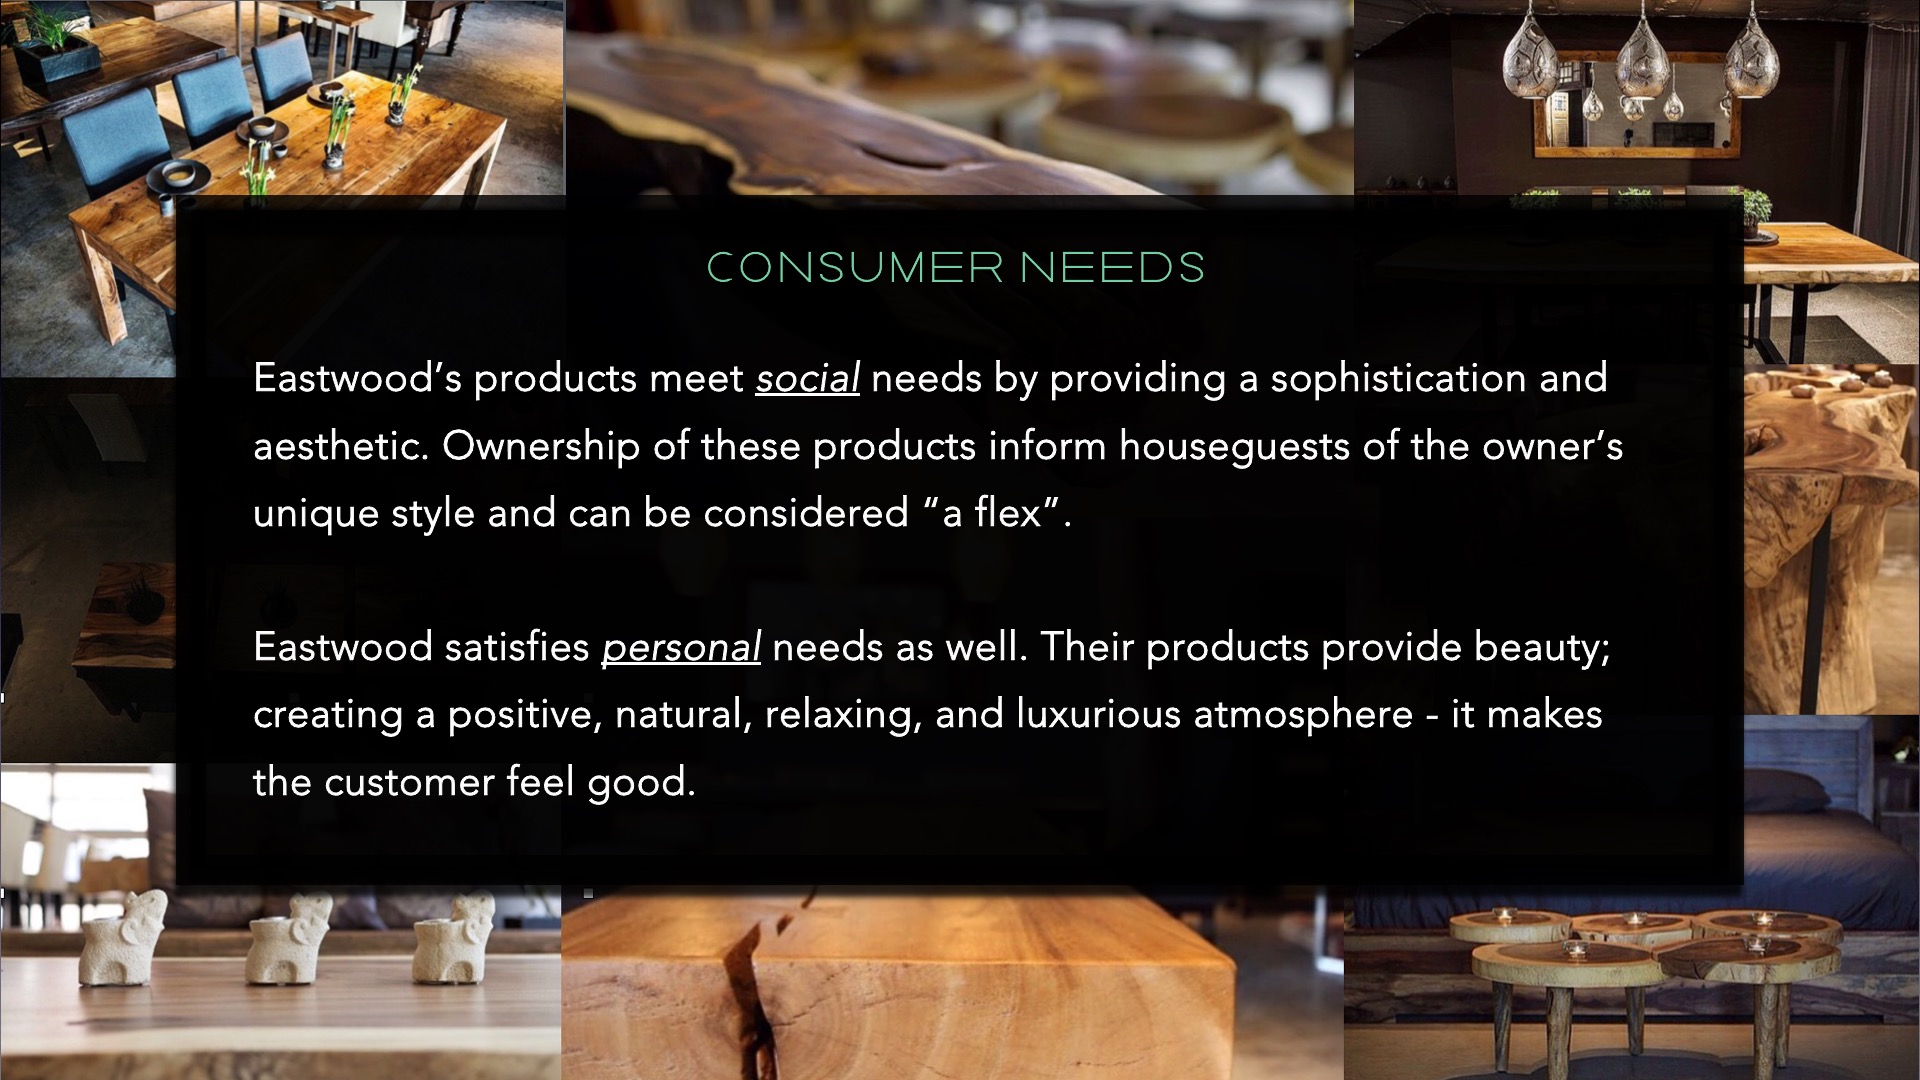 CONSUMER NEEDS
Eastwood’s products meet social needs by providing a sophistication and
aesthetic. Ownership of these products inform houseguests of the owner’s
unique style and can be considered “a flex”.
Eastwood satisfies personal needs as well. Their products provide beauty;
creating a positive, natural, relaxing, and luxurious atmosphere - it makes
the customer feel good.